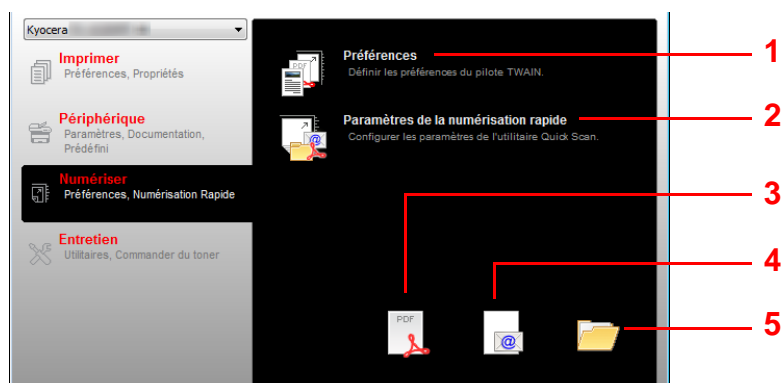 Kyocera
Imprimer
Préférences, Propriétés
Périphérique
Paramètres, Documentation,
Prédéfini
Numériser
Préférences, Numérisation Rapide
Entretien
Utilitaires, Commander du toner
Préférences
Définir les préférences du pilote TWAIN.
Paramètres de la numérisation rapide
Configurer les paramètres de l'utilitaire Quick Scan.
PDF
@
PDF
@
1
2
3
4
5